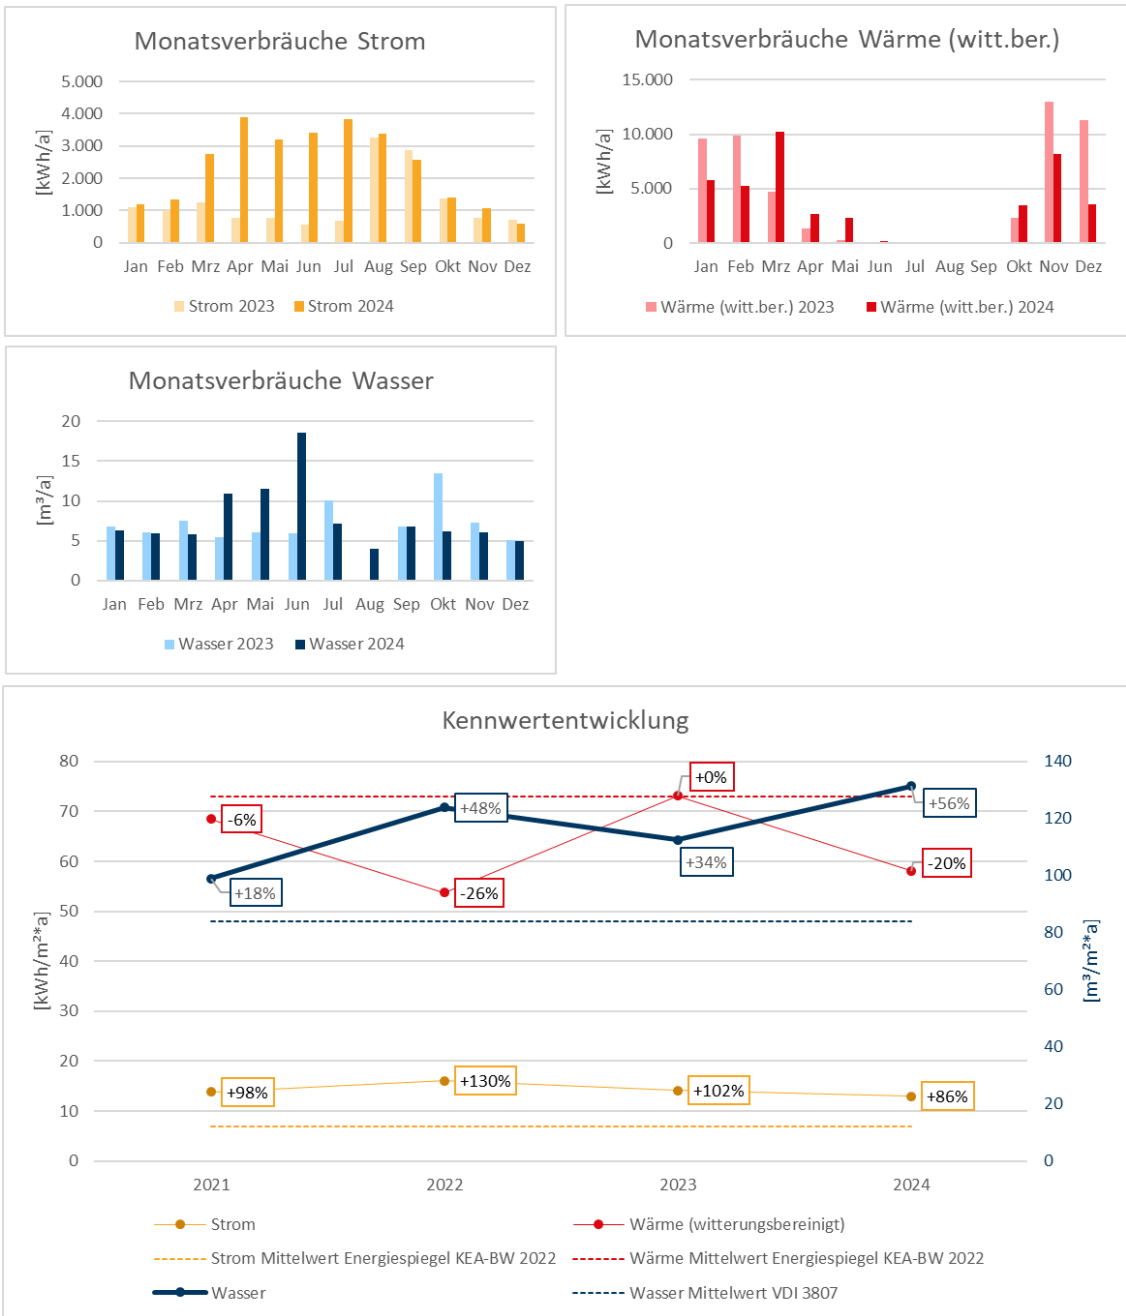 Monatsverbräuche Strom
[kWh/a]
5.000
4.000
3.000
2.000
1.000
0
Jan Feb Mrz Apr Mai Jun Jul Aug Sep Okt Nov Dez
Strom 2023 Strom 2024
Monatsverbräuche Wärme (witt.ber.)
[kWh/a]
15.000
10.000
5.000
0
Jan Feb Mrz Apr Mai Jun Jul Aug Sep Okt Nov Dez
Wärme (witt.ber.) 2023 Wärme (witt.ber.) 2024
Monatsverbräuche Wasser
[m³/a]
20
15
10
5
0
Jan Feb Mrz Apr Mai Jun Jul Aug Sep Okt Nov Dez
Wasser 2023 Wasser 2024
Kennwertentwicklung
[kWh/m²*a]
80
70
60
50
40
30
20
10
0
140
120
100
80
60
40
20
0
[m³/m²*a]
-6%
-26%
+0%
-20%
+18%
+48%
+34%
+56%
+98%
+130%
+102%
+86%
2021 2022 2023 2024
Strom Wärme (witterungsbereinigt)
Strom Mittelwert Energiespiegel KEA-BW 2022 Wärme Mittelwert Energiespiegel KEA-BW 2022
Wasser Wasser Mittelwert VDI 3807